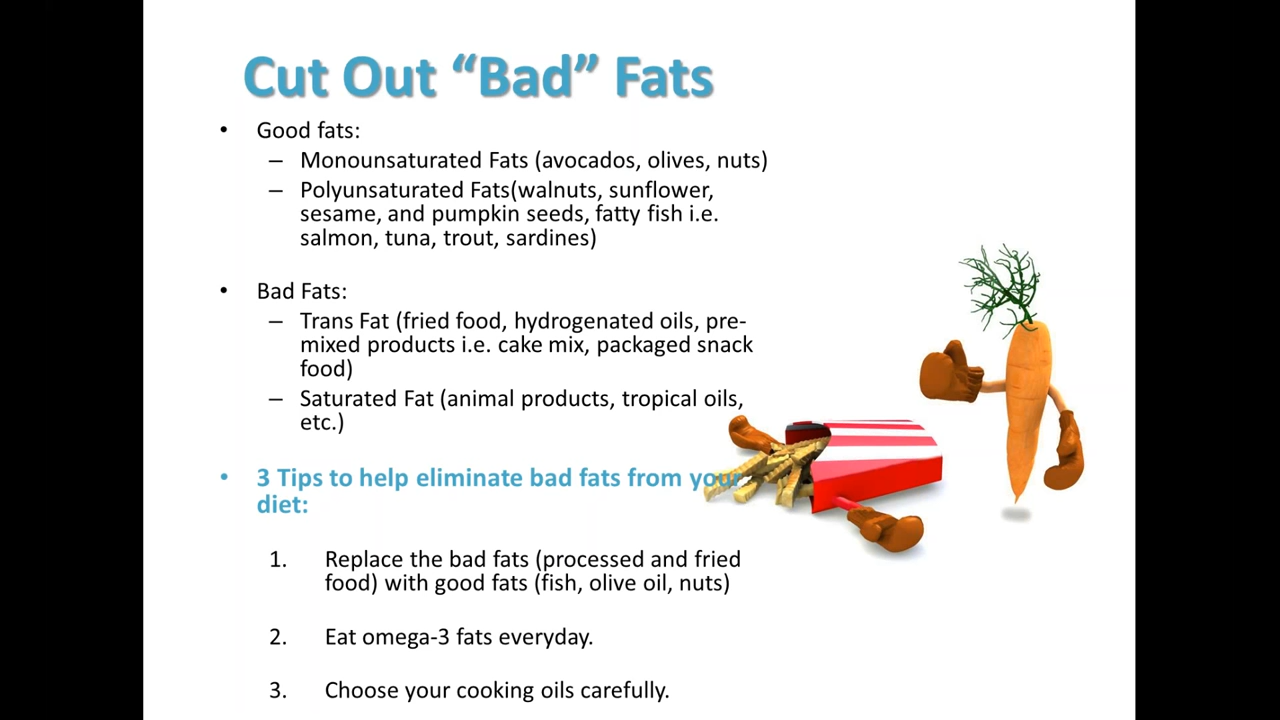 Cut Out “Bad” Fats
• Good fats:
– Monounsaturated Fats (avocados, olives, nuts)
– Polyunsaturated Fats(walnuts, sunflower,
sesame, and pumpkin seeds, fatty fish i.e.
salmon, tuna, trout, sardines)
• Bad Fats:
– Trans Fat (fried food, hydrogenated oils, pre-
mixed products i.e. cake mix, packaged snack
food)
– Saturated Fat (animal products, tropical oils,
etc.)
• 3 Tips to help eliminate bad fats from your
diet:
1. Replace the bad fats (processed and fried
food) with good fats (fish, olive oil, nuts)
2. Eat omega-3 fats everyday.
3. Choose your cooking oils carefully.